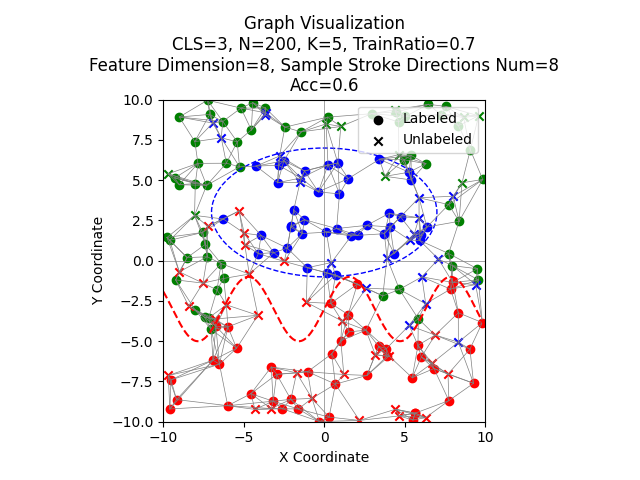 Graph Visualization
CLS=3, N=200, K=5, TrainRatio=0.7
Feature Dimension=8, Sample Stroke Directions Num=8
Acc=0.6
Labeled
Unlabeled
10.0
7.5
5.0
2.5
0.0
−2.5
−5.0
−7.5
−10.0
Y Coordinate
−10
−5
0
5
10
X Coordinate